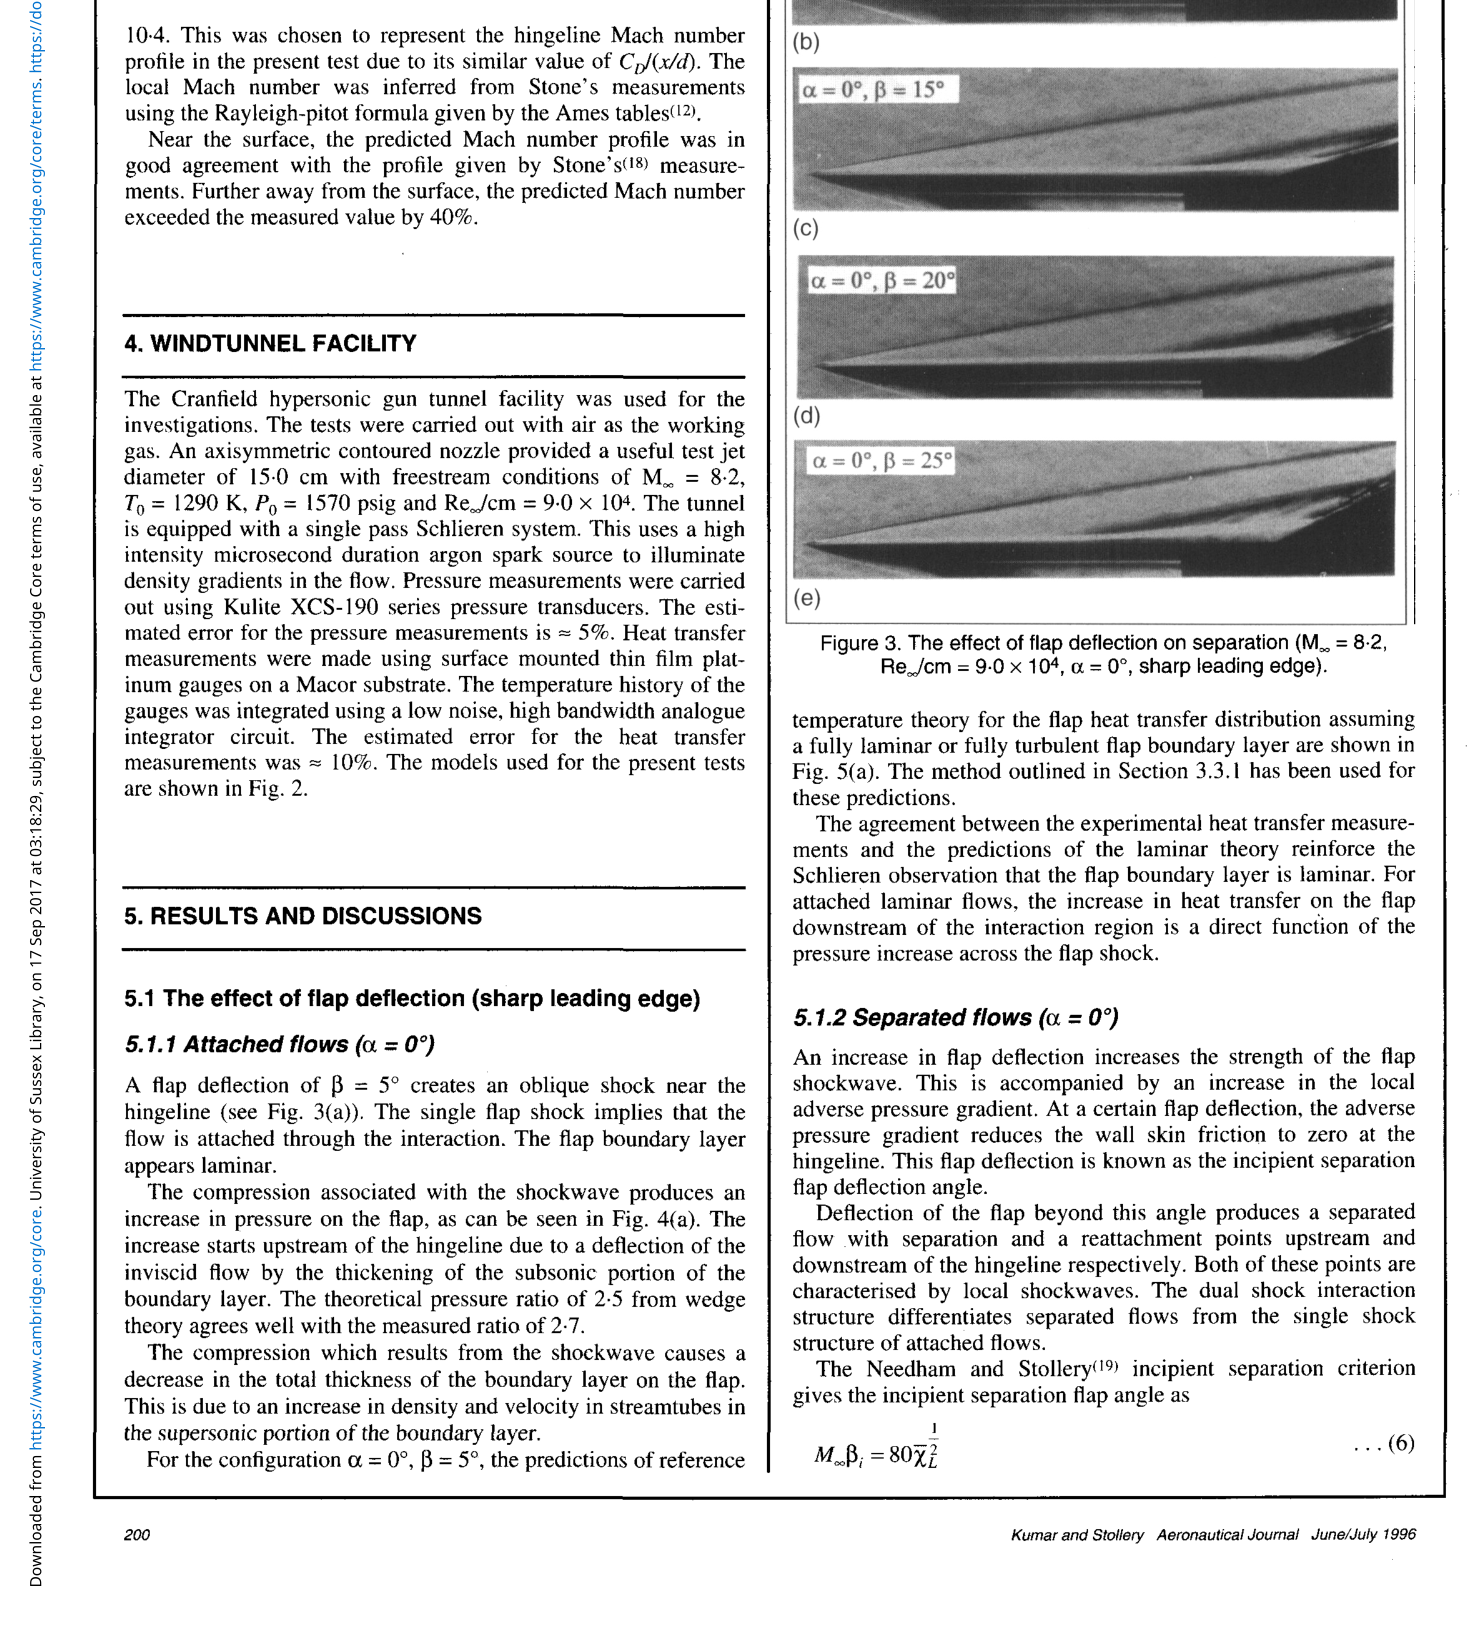 Downloaded from https://www.cambridge.org/core. University of Sussex Library, on 17 Sep 2017 at 03:18:29, subject to the Cambridge Core terms of use, available at https://www.cambridge.org/core/terms. https://do
10·4. This was chosen to represent the hingeline Mach number
profile in the present test due to its similar value of C_D/(x/d). The
local Mach number was inferred from Stone's measurements
using the Rayleigh-pitot formula given by the Ames tables(12).
Near the surface, the predicted Mach number profile was in
good agreement with the profile given by Stone's(18) measure-
ments. Further away from the surface, the predicted Mach number
exceeded the measured value by 40%.
4. WINDTUNNEL FACILITY
The Cranfield hypersonic gun tunnel facility was used for the
investigations. The tests were carried out with air as the working
gas. An axisymmetric contoured nozzle provided a useful test jet
diameter of 15·0 cm with freestream conditions of M∞ = 8·2,
T₀ = 1290 K, P₀ = 1570 psig and Re∞/cm = 9·0 × 10⁴. The tunnel
is equipped with a single pass Schlieren system. This uses a high
intensity microsecond duration argon spark source to illuminate
density gradients in the flow. Pressure measurements were carried
out using Kulite XCS-190 series pressure transducers. The esti-
mated error for the pressure measurements is ≈ 5%. Heat transfer
measurements were made using surface mounted thin film plat-
inum gauges on a Macor substrate. The temperature history of the
gauges was integrated using a low noise, high bandwidth analogue
integrator circuit. The estimated error for the heat transfer
measurements was ≈ 10%. The models used for the present tests
are shown in Fig. 2.
5. RESULTS AND DISCUSSIONS
5.1 The effect of flap deflection (sharp leading edge)
5.1.1 Attached flows (α = 0°)
A flap deflection of β = 5° creates an oblique shock near the
hingeline (see Fig. 3(a)). The single flap shock implies that the
flow is attached through the interaction. The flap boundary layer
appears laminar.
The compression associated with the shockwave produces an
increase in pressure on the flap, as can be seen in Fig. 4(a). The
increase starts upstream of the hingeline due to a deflection of the
inviscid flow by the thickening of the subsonic portion of the
boundary layer. The theoretical pressure ratio of 2·5 from wedge
theory agrees well with the measured ratio of 2·7.
The compression which results from the shockwave causes a
decrease in the total thickness of the boundary layer on the flap.
This is due to an increase in density and velocity in streamtubes in
the supersonic portion of the boundary layer.
For the configuration α = 0°, β = 5°, the predictions of reference
(b)
α = 0°, β = 15°
(c)
α = 0°, β = 20°
(d)
α = 0°, β = 25°
(e)
Figure 3. The effect of flap deflection on separation (M∞ = 8·2,
Re∞/cm = 9·0 × 10⁴, α = 0°, sharp leading edge).
temperature theory for the flap heat transfer distribution assuming
a fully laminar or fully turbulent flap boundary layer are shown in
Fig. 5(a). The method outlined in Section 3.3.1 has been used for
these predictions.
The agreement between the experimental heat transfer measure-
ments and the predictions of the laminar theory reinforce the
Schlieren observation that the flap boundary layer is laminar. For
attached laminar flows, the increase in heat transfer on the flap
downstream of the interaction region is a direct function of the
pressure increase across the flap shock.
5.1.2 Separated flows (α = 0°)
An increase in flap deflection increases the strength of the flap
shockwave. This is accompanied by an increase in the local
adverse pressure gradient. At a certain flap deflection, the adverse
pressure gradient reduces the wall skin friction to zero at the
hingeline. This flap deflection is known as the incipient separation
flap deflection angle.
Deflection of the flap beyond this angle produces a separated
flow with separation and a reattachment points upstream and
downstream of the hingeline respectively. Both of these points are
characterised by local shockwaves. The dual shock interaction
structure differentiates separated flows from the single shock
structure of attached flows.
The Needham and Stollery(19) incipient separation criterion
gives the incipient separation flap angle as
M∞βᵢ = 80χ̄_L^(1/2) . . . (6)
200
Kumar and Stollery Aeronautical Journal June/July 1996